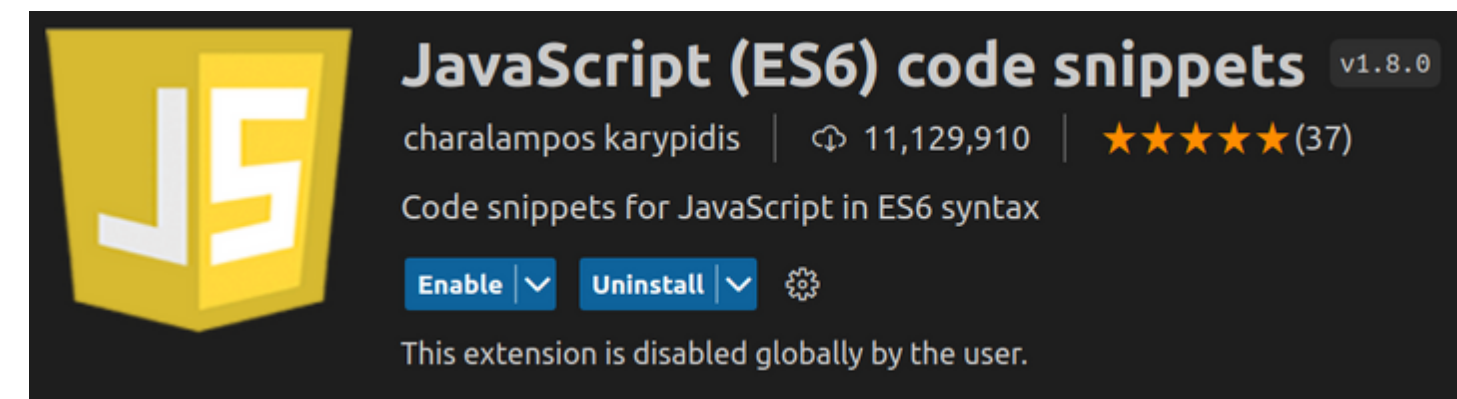 JS
JavaScript (ES6) code snippets v1.8.0
charalampos karypidis 11,129,910 (37)
Code snippets for JavaScript in ES6 syntax
Enable Uninstall
This extension is disabled globally by the user.